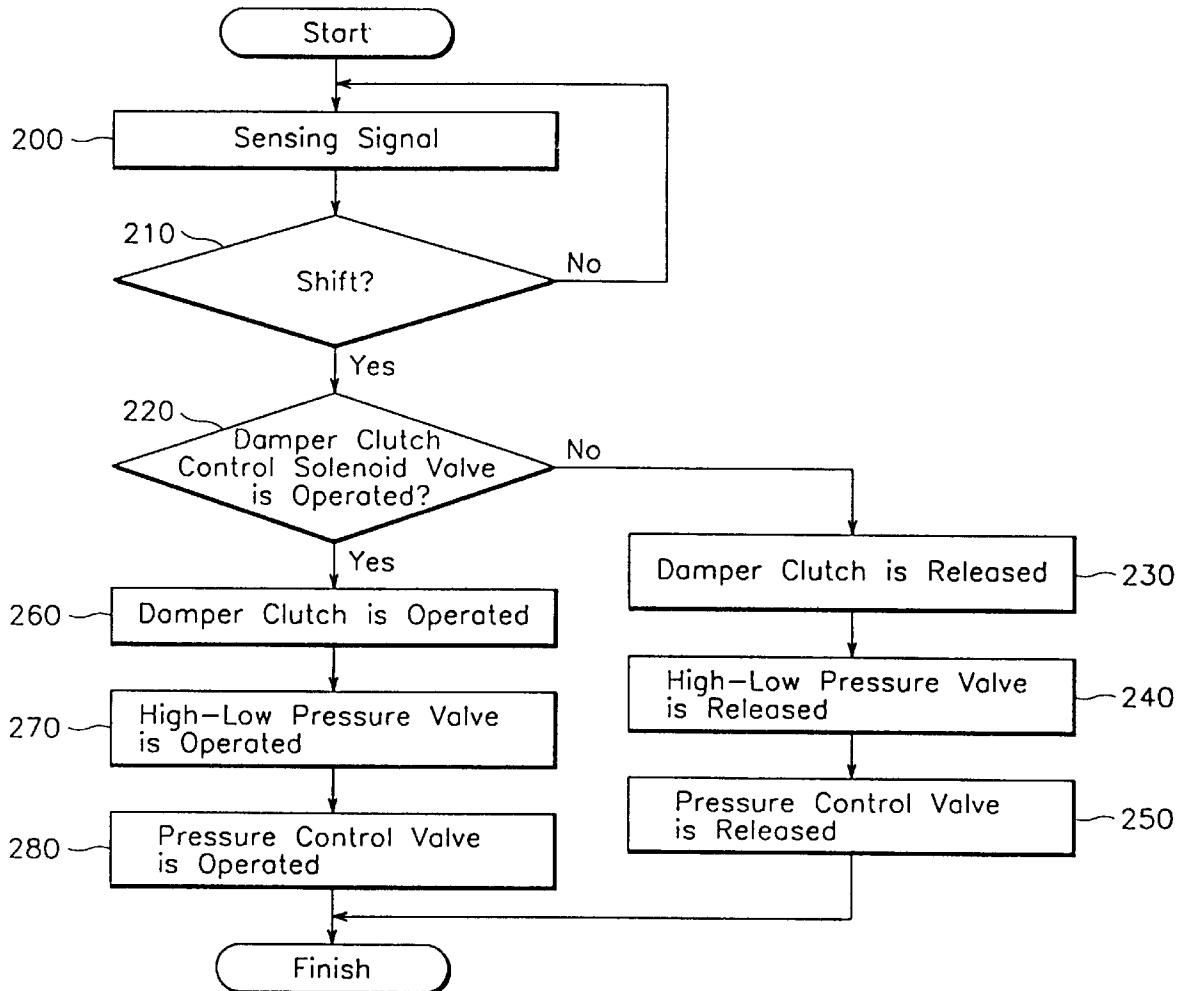 Start
200
Sensing Signal
210
Shift?
No
Yes
220
Damper Clutch
Control Solenoid Valve
is Operated?
No
Yes
Damper Clutch is Released
230
260
Damper Clutch is Operated
High-Low Pressure Valve
is Released
240
270
High-Low Pressure Valve
is Operated
Pressure Control Valve
is Released
250
280
Pressure Control Valve
is Operated
Finish